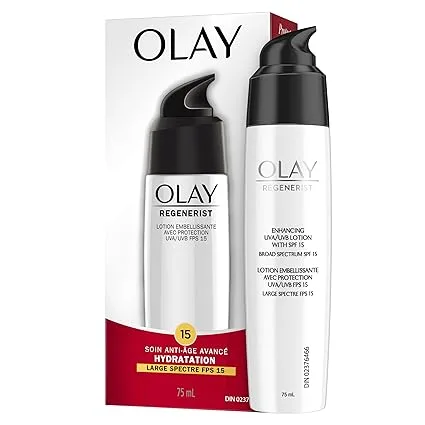 OLAY
OLAY
REGENERIST
LOTION EMBELLISSANTE
AVEC PROTECTION
UVA/UVB FPS 15
15
SOIN ANTI-ÂGE AVANCÉ
HYDRATATION
LARGE SPECTRE FPS 15
75 mL
DIN 0237
OLAY
REGENERIST
ENHANCING
UVA/UVB LOTION
WITH SPF 15
BROAD SPECTRUM SPF 15
LOTION EMBELLISSANTE
AVEC PROTECTION
UVA/UVB FPS 15
LARGE SPECTRE FPS 15
DIN 02376466
75 mL